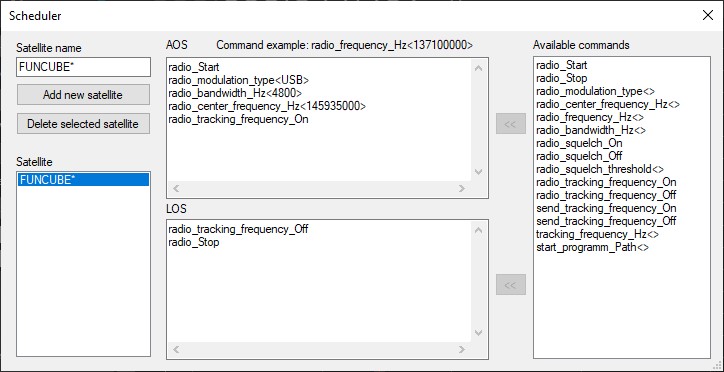 Scheduler
Satellite name
FUNCUBE*
Add new satellite
Delete selected satellite
Satellite
FUNCUBE*
AOS Command example: radio_frequency_Hz<137100000>
radio_Start
radio_modulation_type<USB>
radio_bandwidth_Hz<4800>
radio_center_frequency_Hz<145935000>
radio_tracking_frequency_On
<<
LOS
radio_tracking_frequency_Off
radio_Stop
<<
Available commands
radio_Start
radio_Stop
radio_modulation_type<>
radio_center_frequency_Hz<>
radio_frequency_Hz<>
radio_bandwidth_Hz<>
radio_squelch_On
radio_squelch_Off
radio_squelch_threshold<>
radio_tracking_frequency_On
radio_tracking_frequency_Off
send_tracking_frequency_On
send_tracking_frequency_Off
tracking_frequency_Hz<>
start_programm_Path<>